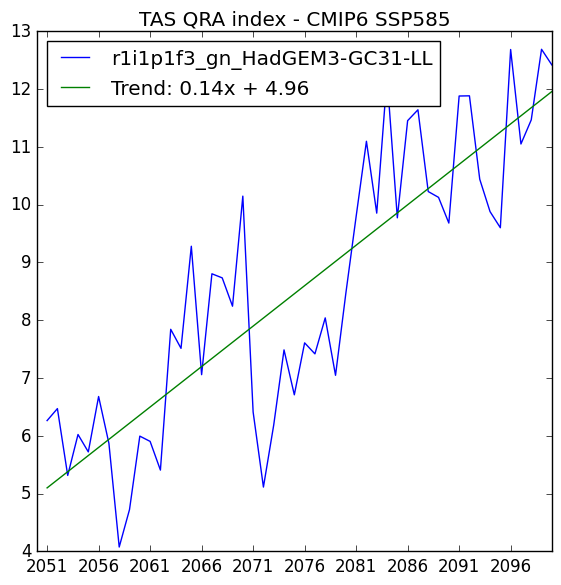 TAS QRA index - CMIP6 SSP585
r1i1p1f3_gn_HadGEM3-GC31-LL
Trend: 0.14x + 4.96
13
12
11
10
9
8
7
6
5
4
2051 2056 2061 2066 2071 2076 2081 2086 2091 2096